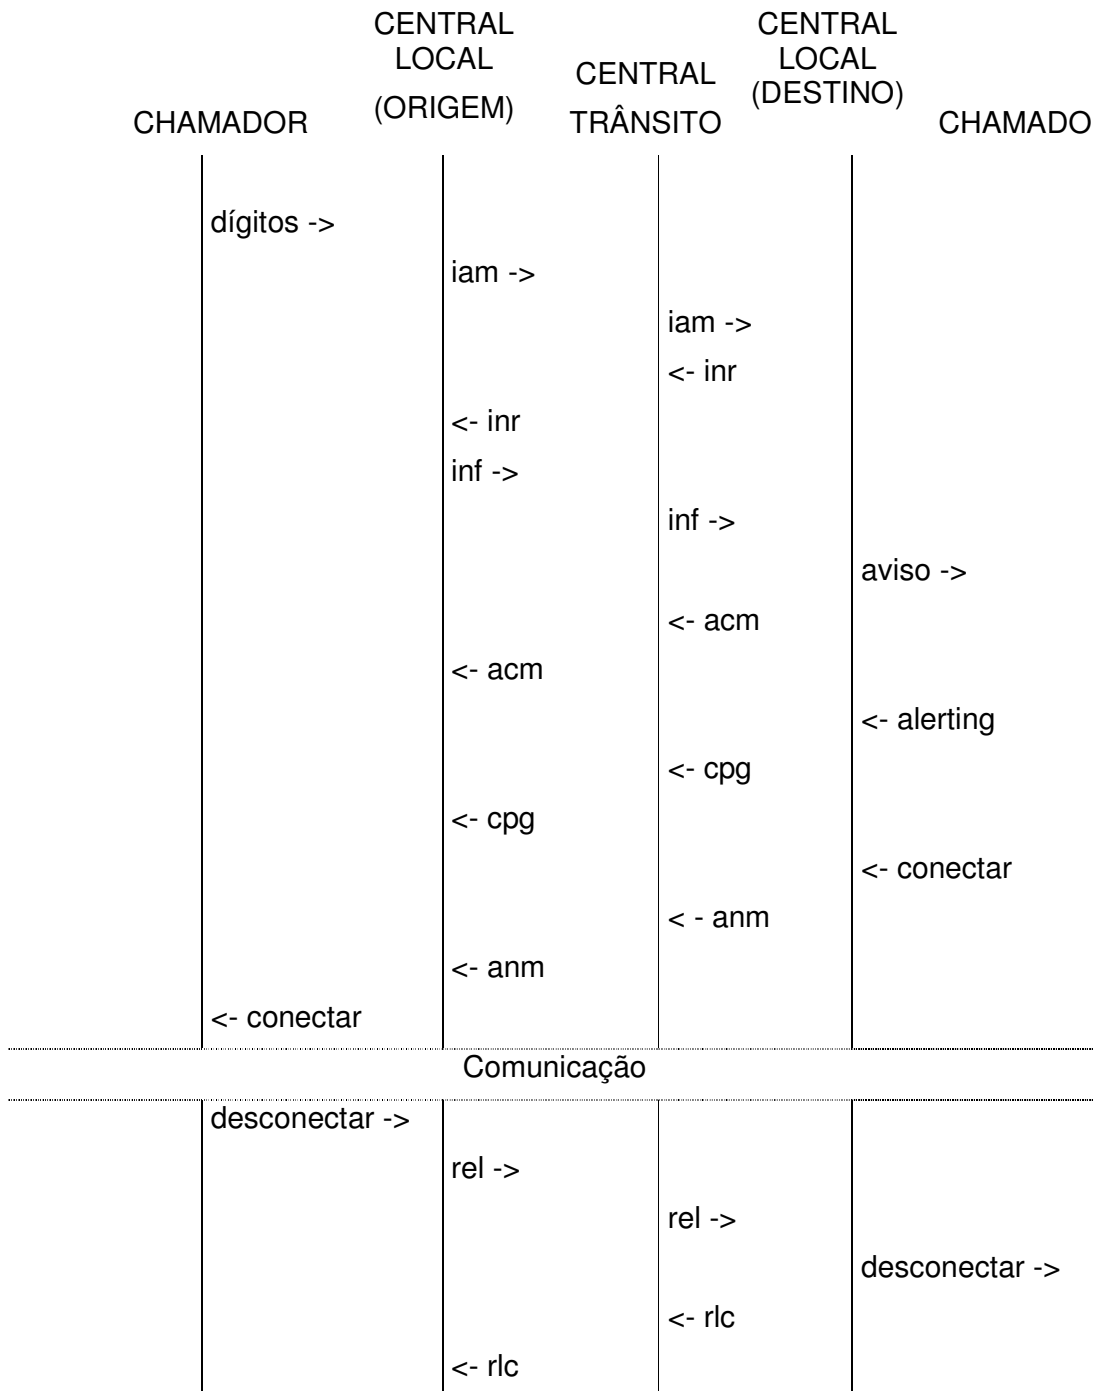 CENTRAL
LOCAL
(ORIGEM)
CENTRAL
TRÂNSITO
CENTRAL
LOCAL
(DESTINO)
CHAMADOR
CHAMADO
dígitos ->
iam ->
iam ->
<- inr
<- inr
inf ->
inf ->
aviso ->
<- acm
<- acm
<- alerting
<- cpg
<- cpg
<- conectar
< - anm
<- anm
<- conectar
Comunicação
desconectar ->
rel ->
rel ->
desconectar ->
<- rlc
<- rlc